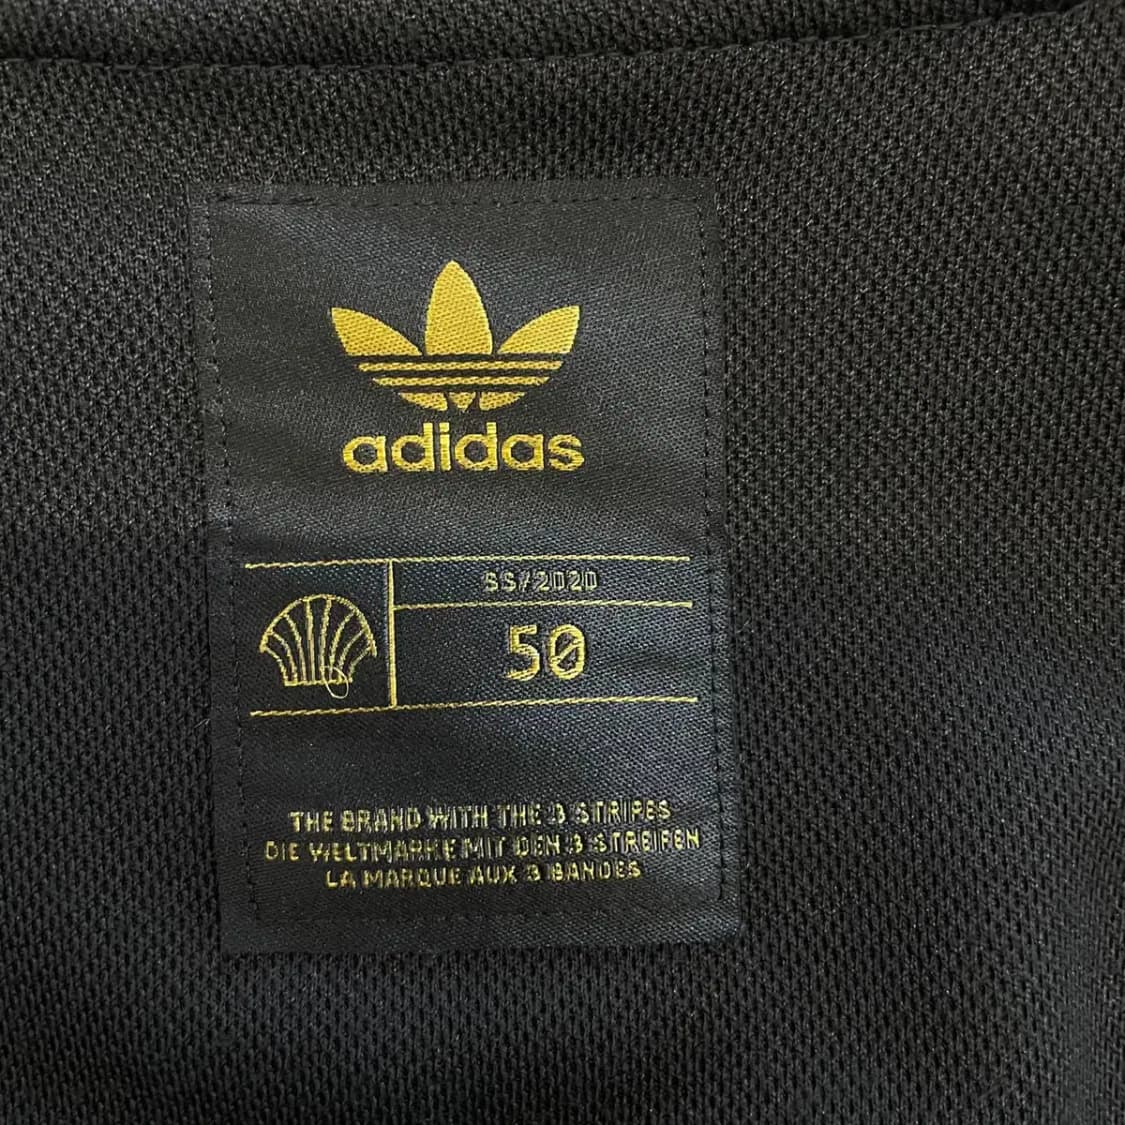 adidas
SS/2020
50
THE BRAND WITH THE 3 STRIPES
DIE WELTMARKE MIT DEN 3 STREIFEN
LA MARQUE AUX 3 BANDES